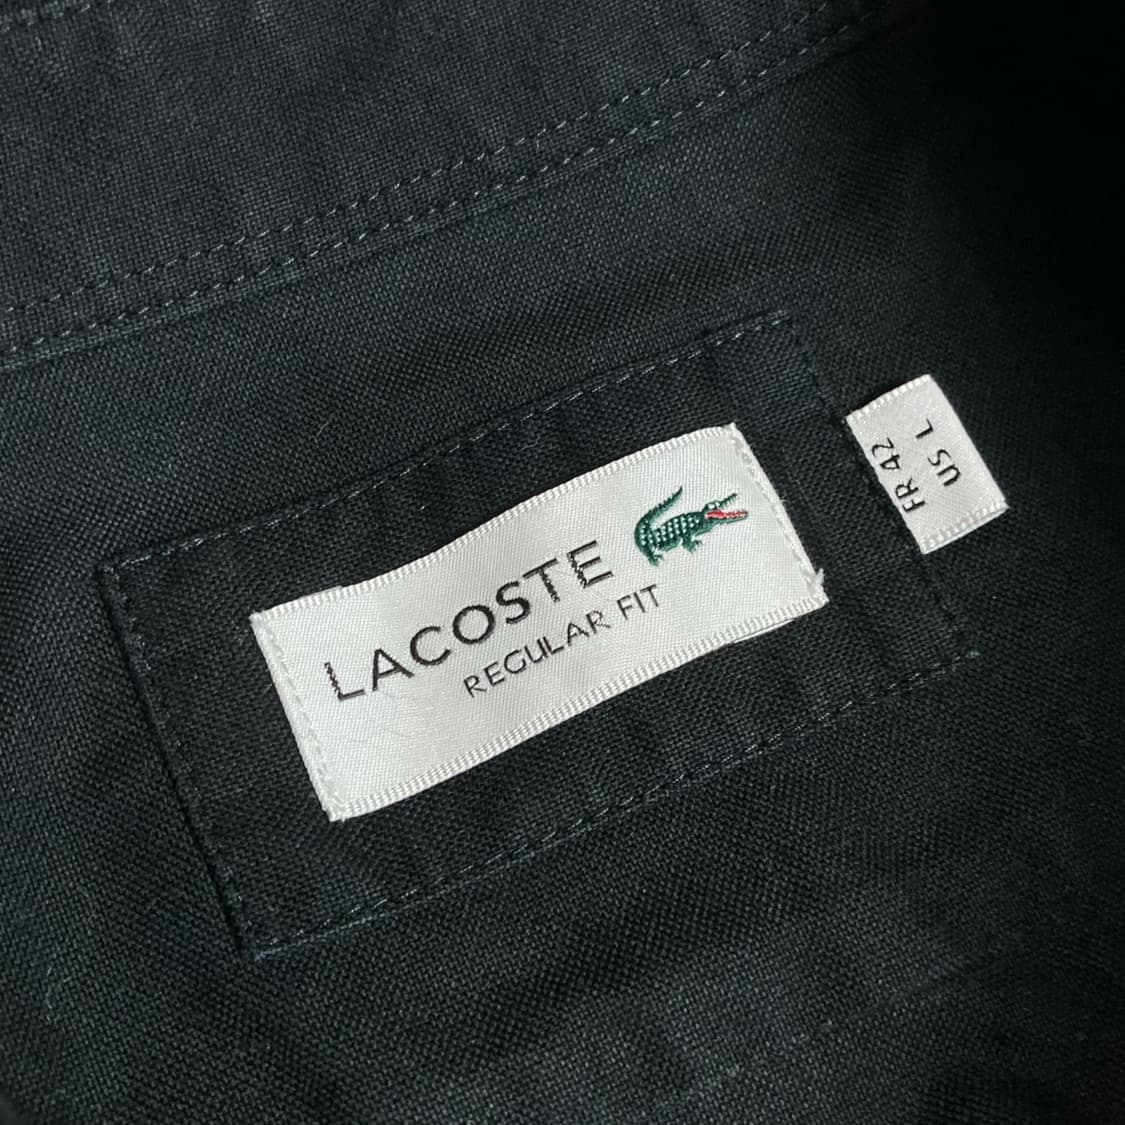 LACOSTE
REGULAR FIT
FR 42
US L